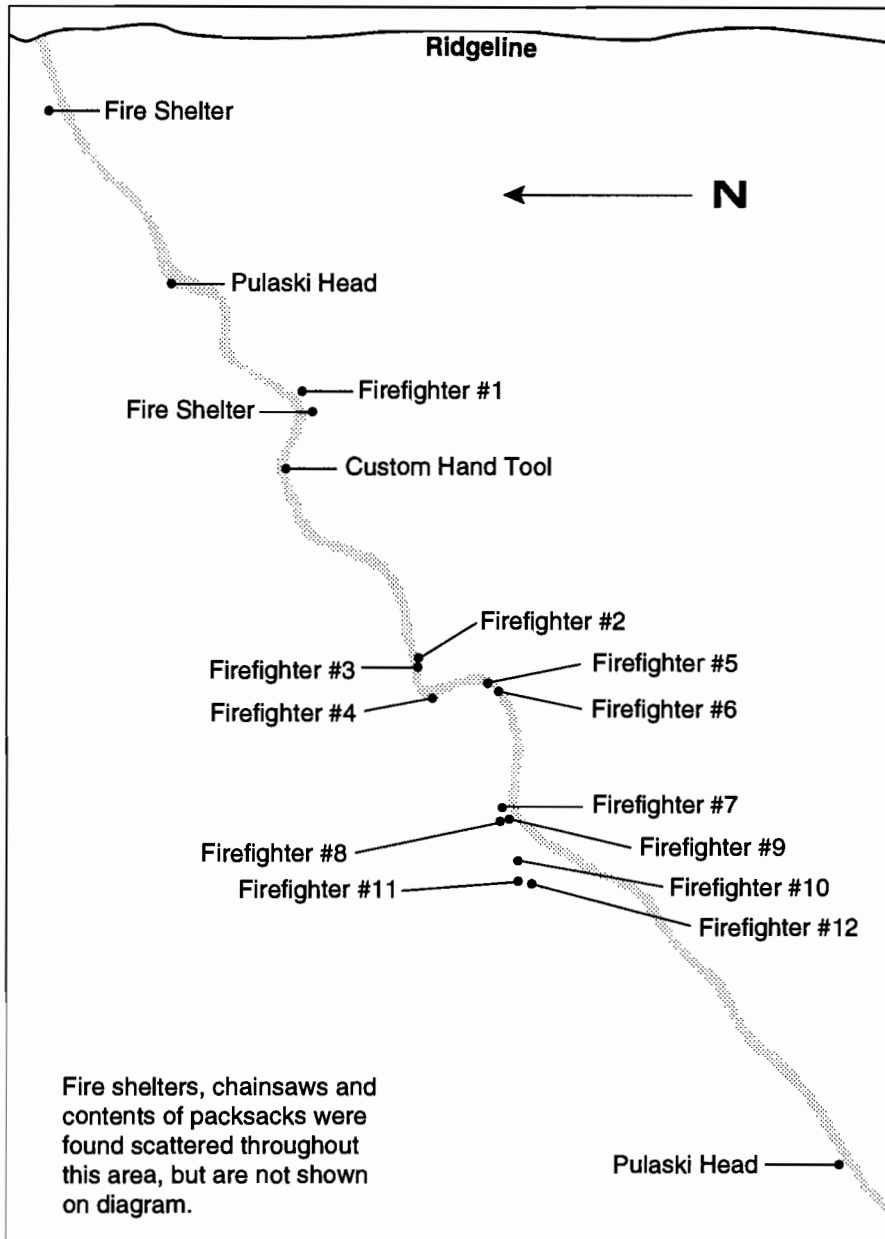 Ridgeline
Fire Shelter
N
Pulaski Head
Firefighter #1
Fire Shelter
Custom Hand Tool
Firefighter #2
Firefighter #3
Firefighter #5
Firefighter #4
Firefighter #6
Firefighter #7
Firefighter #8
Firefighter #9
Firefighter #11
Firefighter #10
Firefighter #12
Fire shelters, chainsaws and
contents of packsacks were
found scattered throughout
this area, but are not shown
on diagram.
Pulaski Head